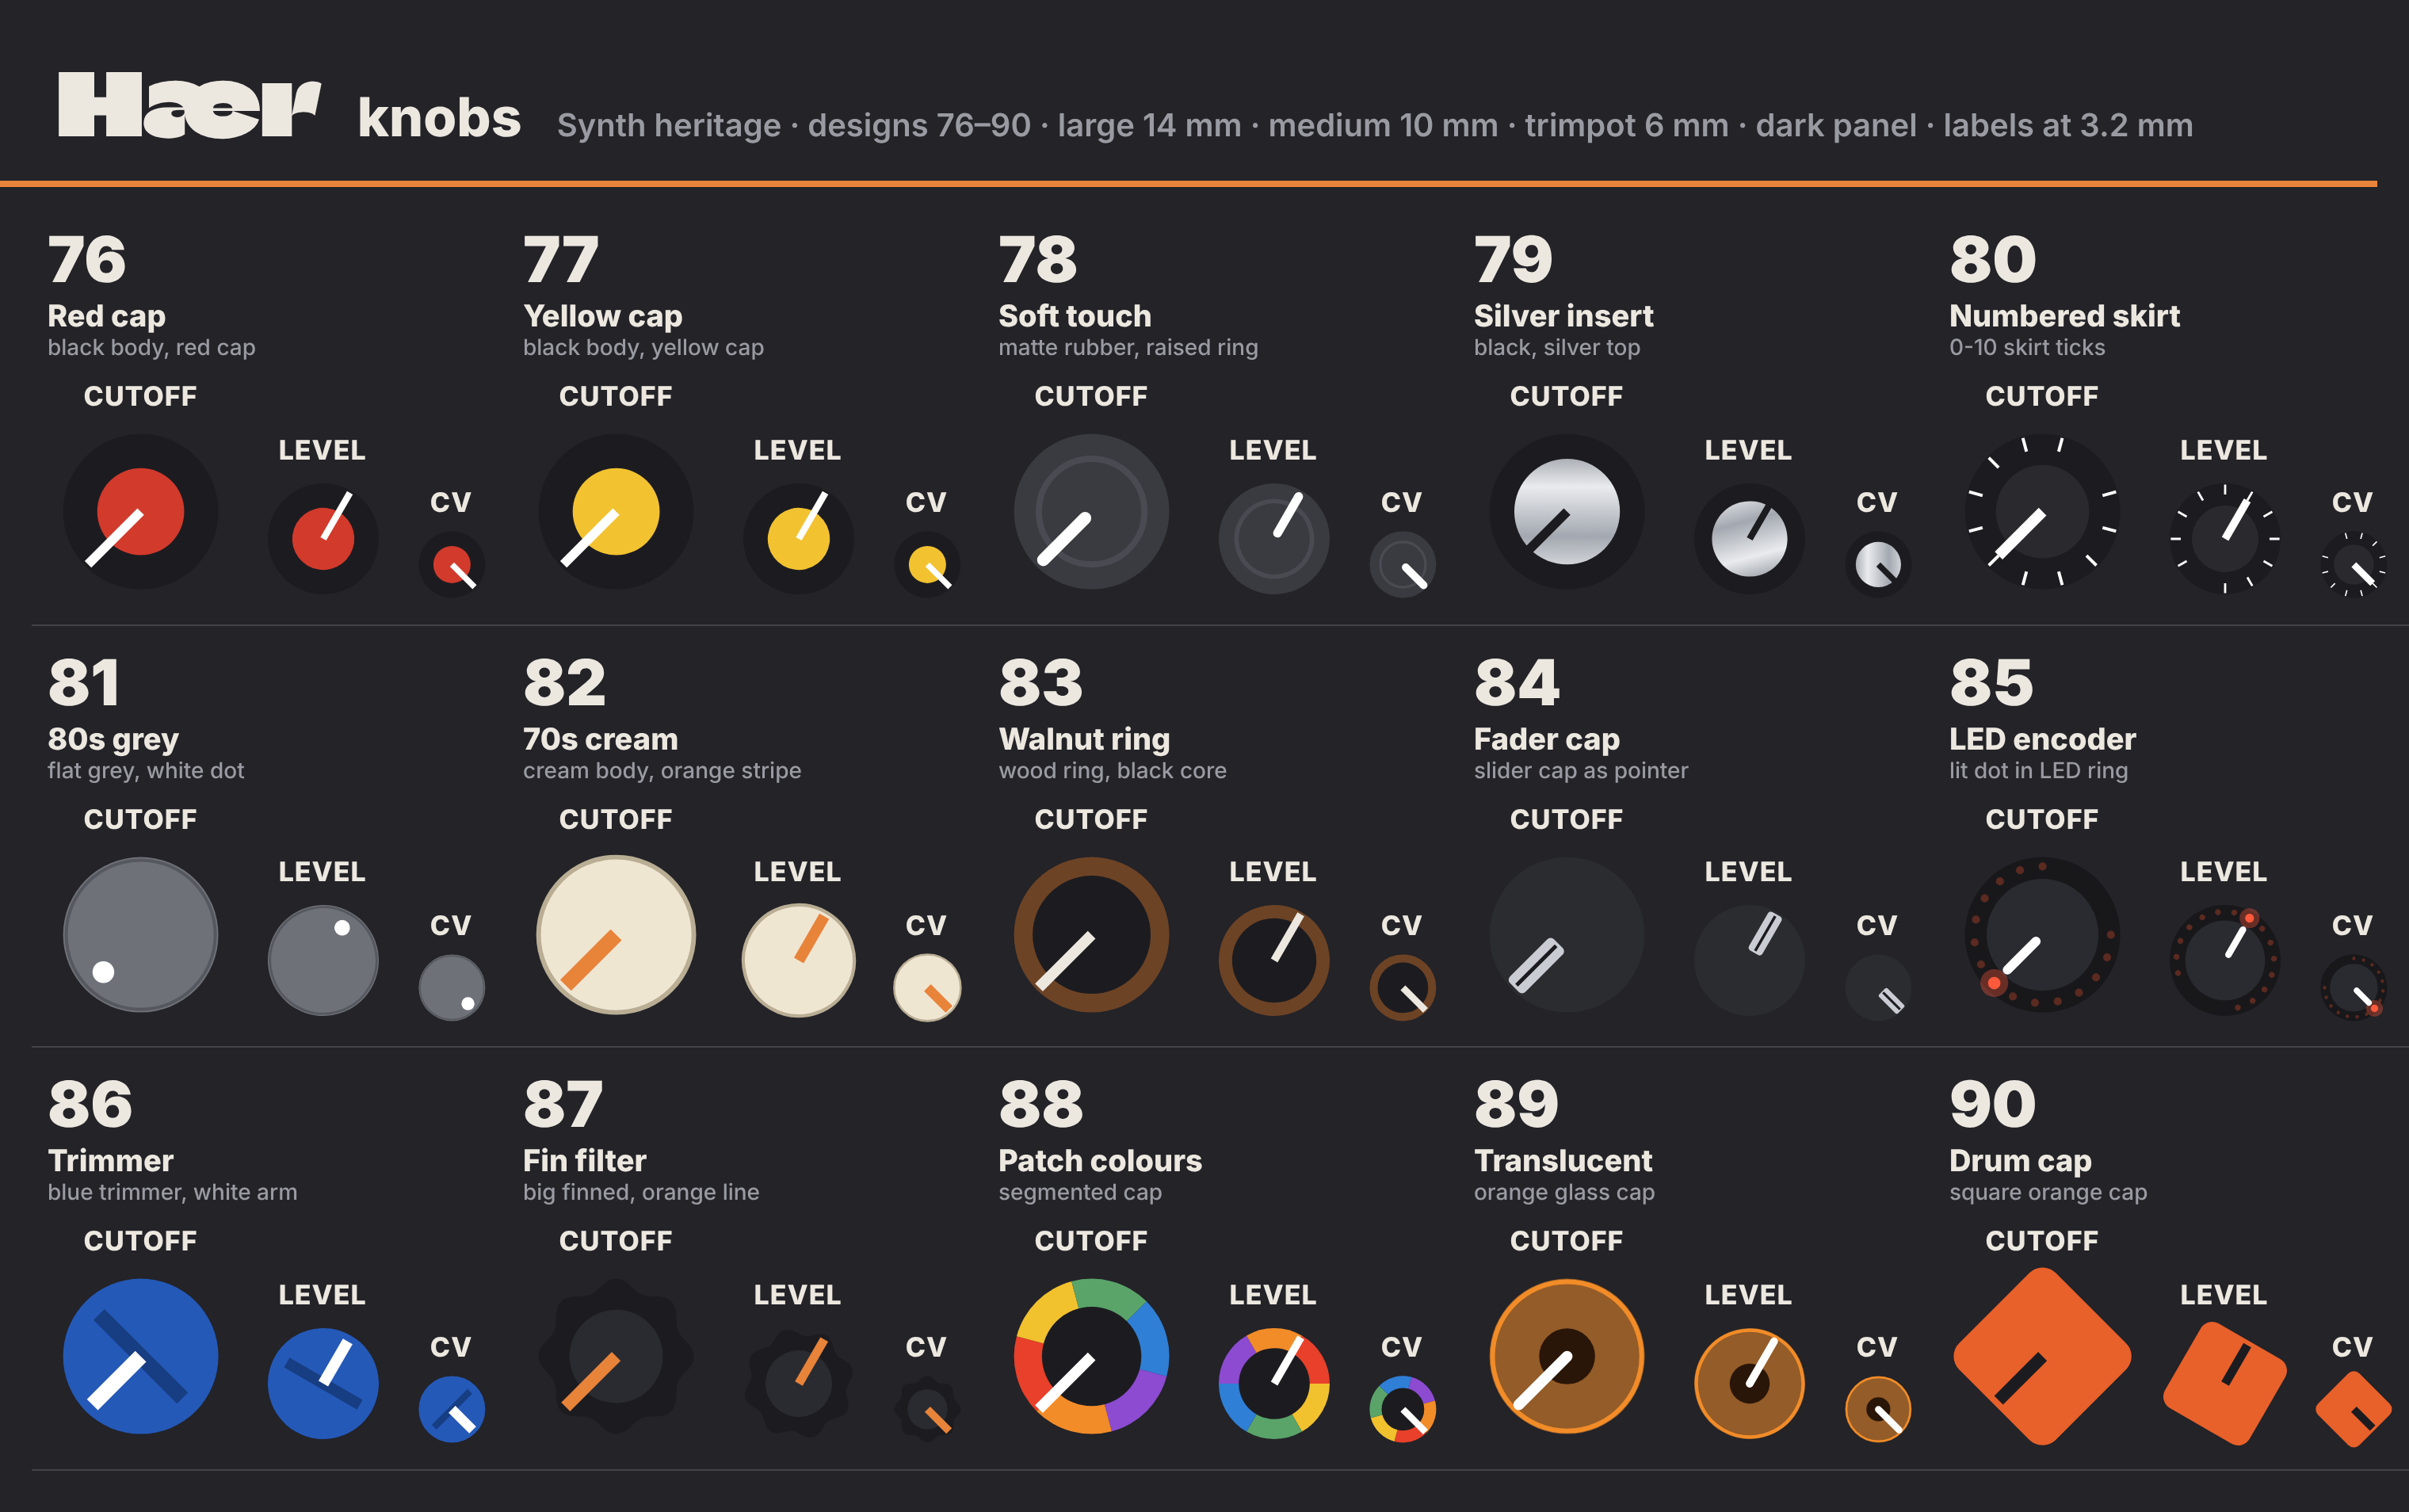 Hær knobs Synth heritage · designs 76–90 · large 14 mm · medium 10 mm · trimpot 6 mm · dark panel · labels at 3.2 mm
76
Red cap
black body, red cap
CUTOFF
LEVEL
CV
77
Yellow cap
black body, yellow cap
CUTOFF
LEVEL
CV
78
Soft touch
matte rubber, raised ring
CUTOFF
LEVEL
CV
79
Silver insert
black, silver top
CUTOFF
LEVEL
CV
80
Numbered skirt
0-10 skirt ticks
CUTOFF
LEVEL
CV
81
80s grey
flat grey, white dot
CUTOFF
LEVEL
CV
82
70s cream
cream body, orange stripe
CUTOFF
LEVEL
CV
83
Walnut ring
wood ring, black core
CUTOFF
LEVEL
CV
84
Fader cap
slider cap as pointer
CUTOFF
LEVEL
CV
85
LED encoder
lit dot in LED ring
CUTOFF
LEVEL
CV
86
Trimmer
blue trimmer, white arm
CUTOFF
LEVEL
CV
87
Fin filter
big finned, orange line
CUTOFF
LEVEL
CV
88
Patch colours
segmented cap
CUTOFF
LEVEL
CV
89
Translucent
orange glass cap
CUTOFF
LEVEL
CV
90
Drum cap
square orange cap
CUTOFF
LEVEL
CV